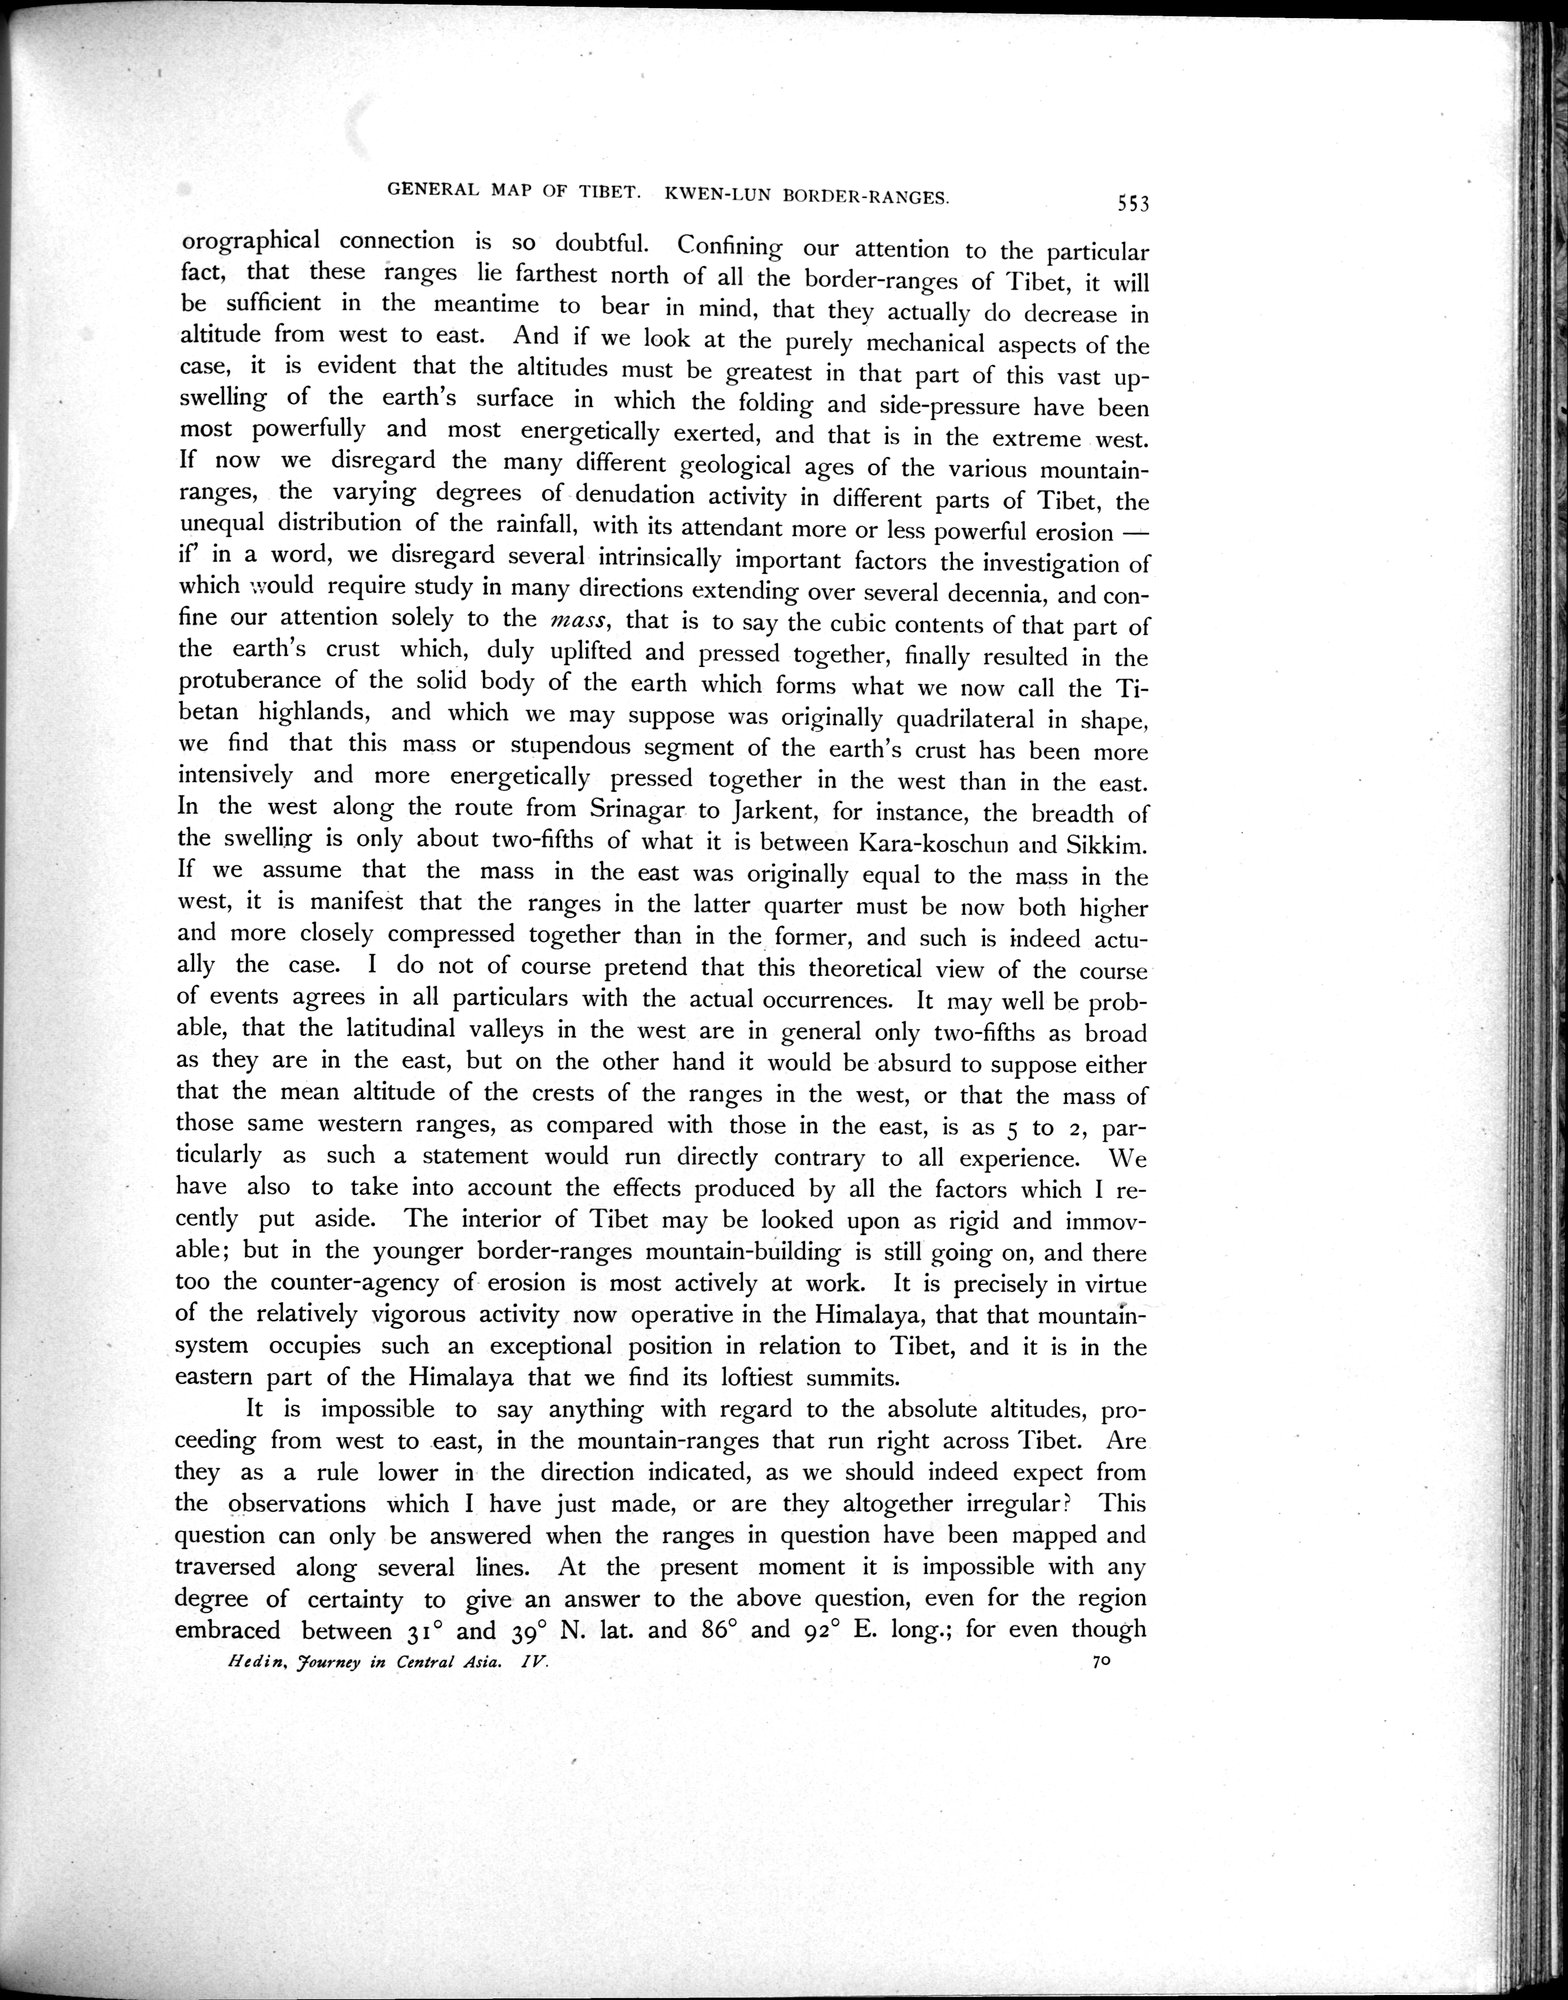 GENERAL MAP OF TIBET. KWEN-LUN BORDER-RANGES. 553
orographical connection is so doubtful. Confining our attention to the particular
fact, that these ranges lie farthest north of all the border-ranges of Tibet, it will
be sufficient in the meantime to bear in mind, that they actually do decrease in
altitude from west to east. And if we look at the purely mechanical aspects of the
case, it is evident that the altitudes must be greatest in that part of this vast up-
swelling of the earth's surface in which the folding and side-pressure have been
most powerfully and most energetically exerted, and that is in the extreme west.
If now we disregard the many different geological ages of the various mountain-
ranges, the varying degrees of denudation activity in different parts of Tibet, the
unequal distribution of the rainfall, with its attendant more or less powerful erosion —
if' in a word, we disregard several intrinsically important factors the investigation of
which would require study in many directions extending over several decennia, and con-
fine our attention solely to the mass, that is to say the cubic contents of that part of
the earth's crust which, duly uplifted and pressed together, finally resulted in the
protuberance of the solid body of the earth which forms what we now call the Ti-
betan highlands, and which we may suppose was originally quadrilateral in shape,
we find that this mass or stupendous segment of the earth's crust has been more
intensively and more energetically pressed together in the west than in the east.
In the west along the route from Srinagar to Jarkent, for instance, the breadth of
the swelling is only about two-fifths of what it is between Kara-koschun and Sikkim.
If we assume that the mass in the east was originally equal to the mass in the
west, it is manifest that the ranges in the latter quarter must be now both higher
and more closely compressed together than in the former, and such is indeed actu-
ally the case. I do not of course pretend that this theoretical view of the course
of events agrees in all particulars with the actual occurrences. It may well be prob-
able, that the latitudinal valleys in the west are in general only two-fifths as broad
as they are in the east, but on the other hand it would be absurd to suppose either
that the mean altitude of the crests of the ranges in the west, or that the mass of
those same western ranges, as compared with those in the east, is as 5 to 2, par-
ticularly as such a statement would run directly contrary to all experience. We
have also to take into account the effects produced by all the factors which I re-
cently put aside. The interior of Tibet may be looked upon as rigid and immov-
able; but in the younger border-ranges mountain-building is still going on, and there
too the counter-agency of erosion is most actively at work. It is precisely in virtue
of the relatively vigorous activity now operative in the Himalaya, that that mountain-
system occupies such an exceptional position in relation to Tibet, and it is in the
eastern part of the Himalaya that we find its loftiest summits.
It is impossible to say anything with regard to the absolute altitudes, pro-
ceeding from west to east, in the mountain-ranges that run right across Tibet. Are
they as a rule lower in the direction indicated, as we should indeed expect from
the observations which I have just made, or are they altogether irregular? This
question can only be answered when the ranges in question have been mapped and
traversed along several lines. At the present moment it is impossible with any
degree of certainty to give an answer to the above question, even for the region
embraced between 31° and 39° N. lat. and 86° and 92° E. long.; for even though
Hedin, Journey in Central Asia. IV. 70